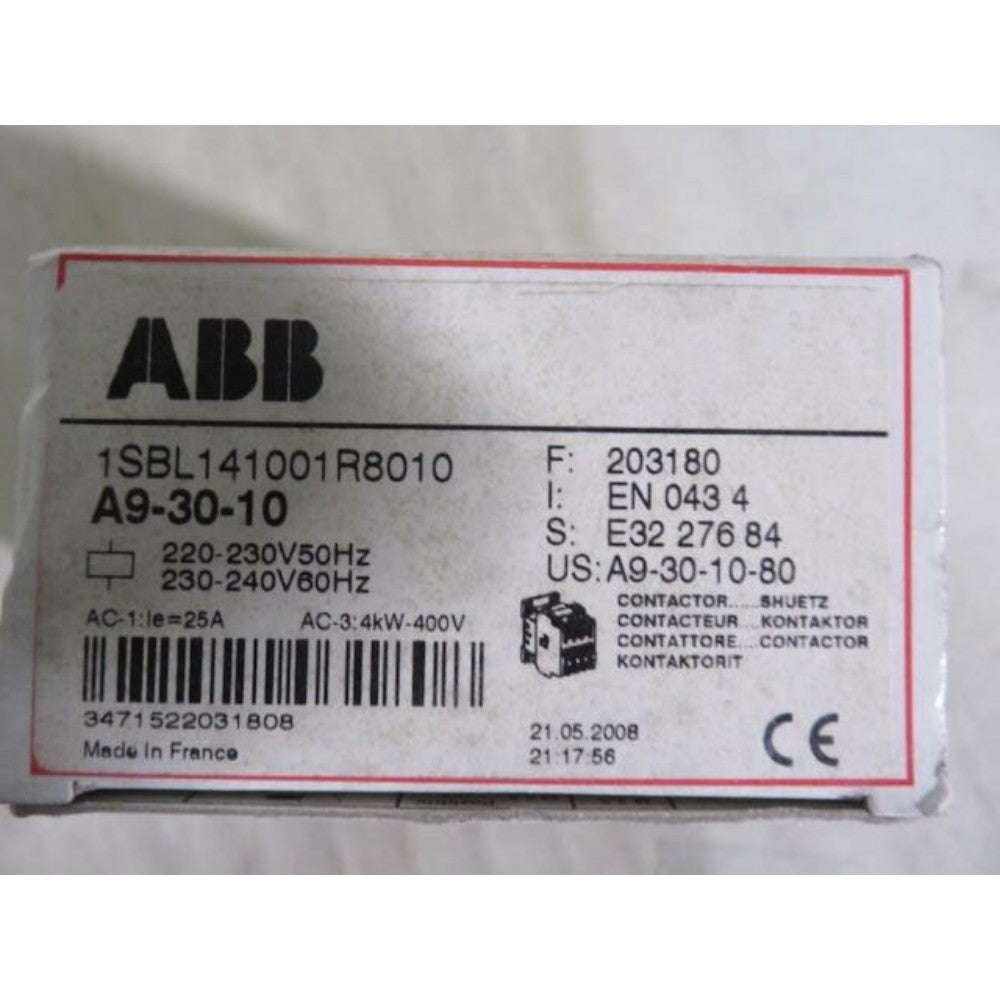 ABB
1SBL141001R8010
A9-30-10
220-230V50Hz
230-240V60Hz
AC-1:Ie=25A AC-3:4kW-400V
3471522031808
Made In France
F: 203180
I: EN 043 4
S: E32 276 84
US: A9-30-10-80
CONTACTOR......SHUETZ
CONTACTEUR...KONTAKTOR
CONTATTORE...CONTACTOR
KONTAKTORIT
21.05.2008
21:17:56
CE